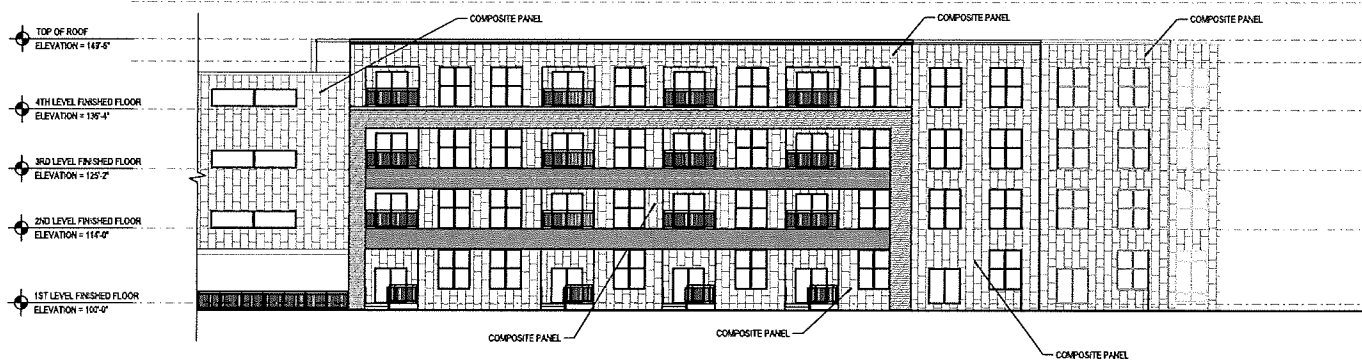 COMPOSITE PANEL
COMPOSITE PANEL
COMPOSITE PANEL
TOP OF ROOF
ELEVATION = 149'-5"
4TH LEVEL FINISHED FLOOR
ELEVATION = 136'-4"
3RD LEVEL FINISHED FLOOR
ELEVATION = 125'-2"
2ND LEVEL FINISHED FLOOR
ELEVATION = 114'-0"
1ST LEVEL FINISHED FLOOR
ELEVATION = 100'-0"
COMPOSITE PANEL
COMPOSITE PANEL
COMPOSITE PANEL